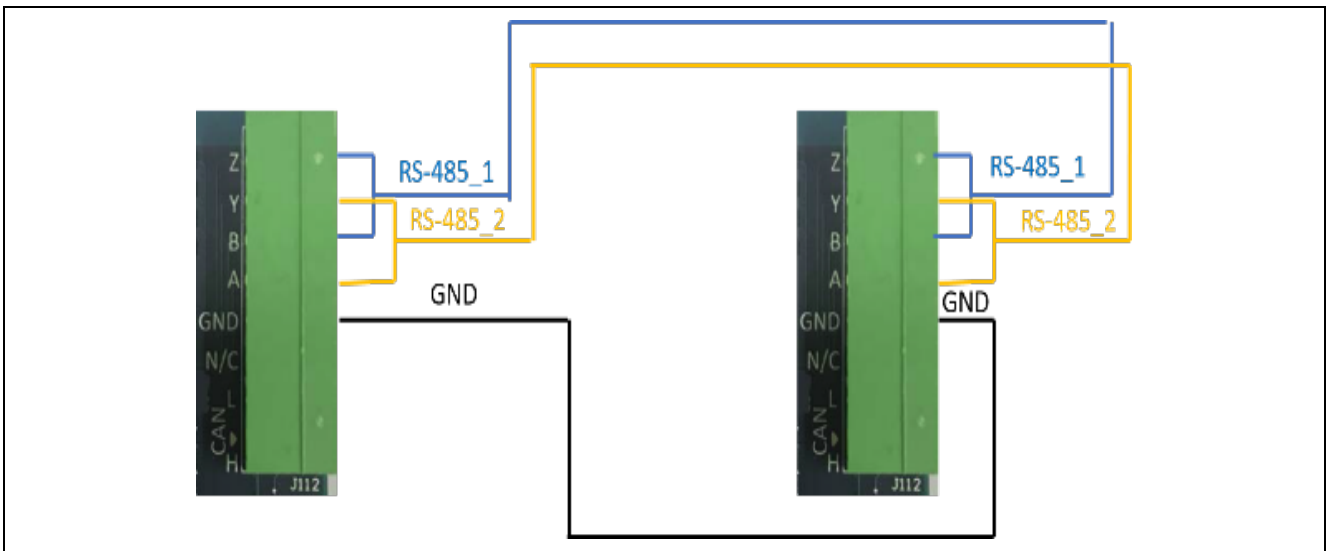 Z
Y
B
A
GND
N/C
L
CAN
H
J112
RS-485_1
RS-485_2
GND
Z
Y
B
A
GND
N/C
L
CAN
H
J112
RS-485_1
RS-485_2
GND